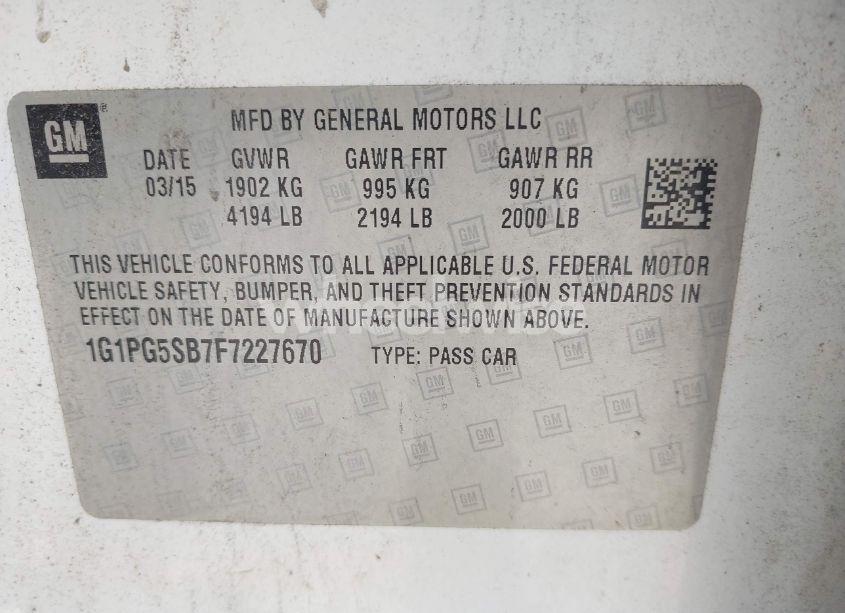 GM ®
MFD BY GENERAL MOTORS LLC
DATE GVWR GAWR FRT GAWR RR
03/15 1902 KG 995 KG 907 KG
4194 LB 2194 LB 2000 LB
THIS VEHICLE CONFORMS TO ALL APPLICABLE U.S. FEDERAL MOTOR
VEHICLE SAFETY, BUMPER, AND THEFT PREVENTION STANDARDS IN
EFFECT ON THE DATE OF MANUFACTURE SHOWN ABOVE.
1G1PG5SB7F7227670 TYPE: PASS CAR